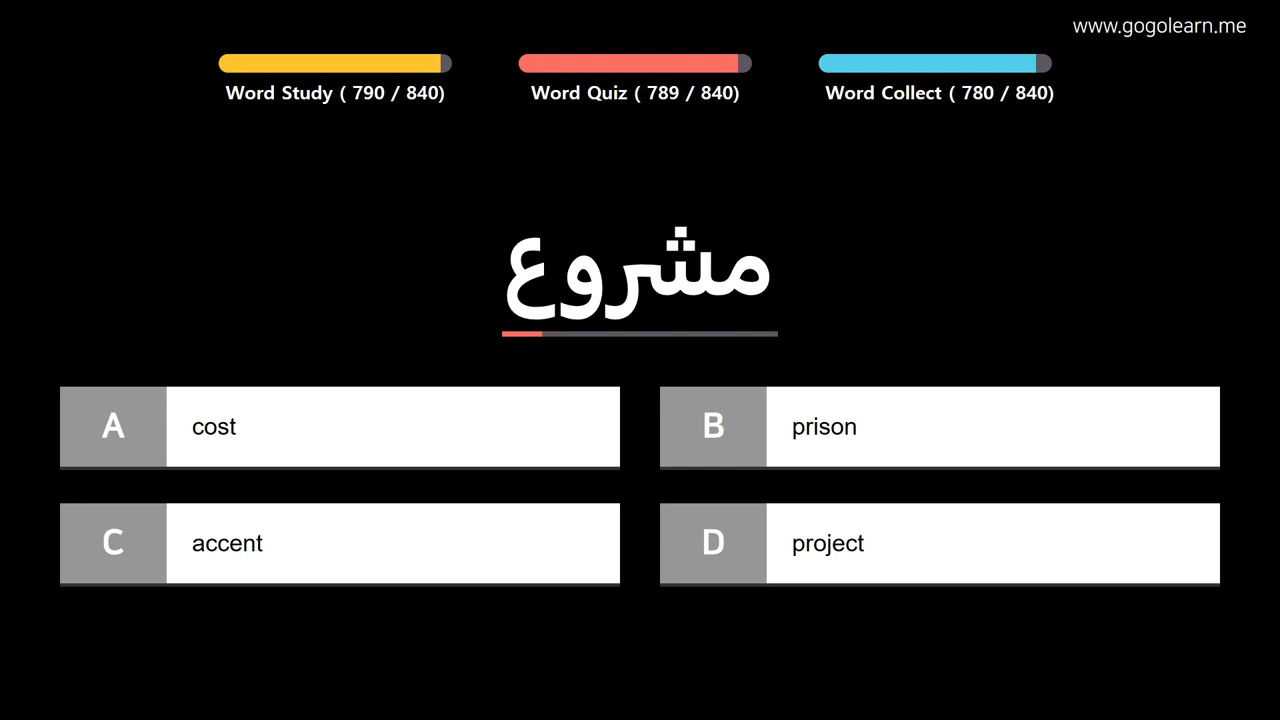 www.gogolearn.me
Word Study ( 790 / 840)
Word Quiz ( 789 / 840)
Word Collect ( 780 / 840)
مشروع
A cost
B prison
C accent
D project